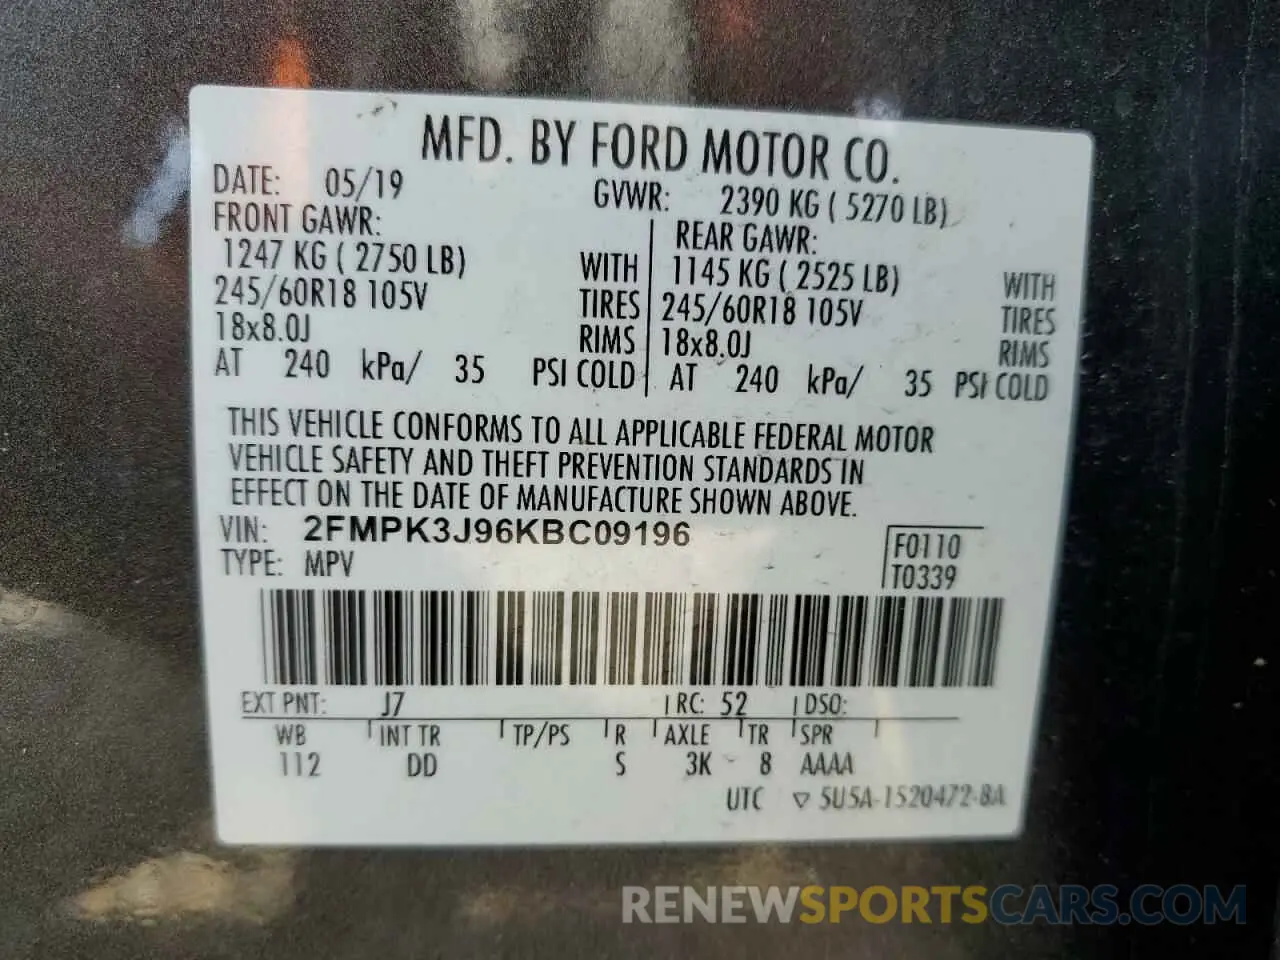 MFD. BY FORD MOTOR CO.
DATE: 05/19 GVWR: 2390 KG ( 5270 LB)
FRONT GAWR: REAR GAWR:
1247 KG ( 2750 LB) WITH 1145 KG ( 2525 LB) WITH
245/60R18 105V TIRES 245/60R18 105V TIRES
18x8.0J RIMS 18x8.0J RIMS
AT 240 kPa/ 35 PSI COLD AT 240 kPa/ 35 PSI COLD
THIS VEHICLE CONFORMS TO ALL APPLICABLE FEDERAL MOTOR
VEHICLE SAFETY AND THEFT PREVENTION STANDARDS IN
EFFECT ON THE DATE OF MANUFACTURE SHOWN ABOVE.
VIN: 2FMPK3J96KBC09196
TYPE: MPV
F0110
T0339
EXT PNT: J7 RC: 52 DSO:
WB INT TR TP/PS R AXLE TR SPR
112 DD S 3K 8 AAAA
UTC ▽ 5U5A-1520472-BA
RENEWSPORTSCARS.COM